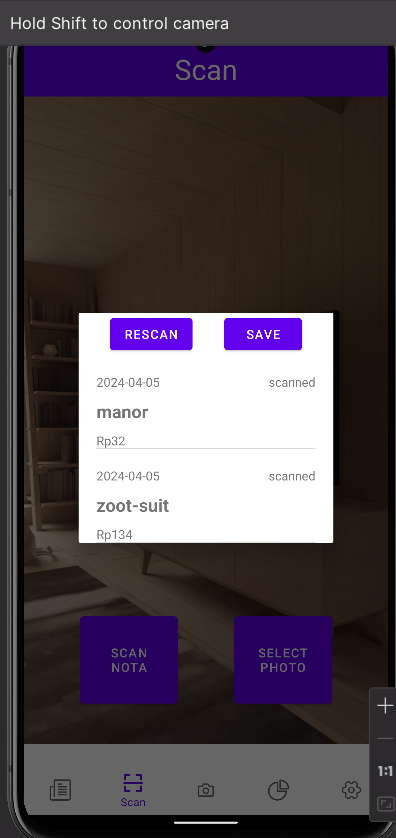 Hold Shift to control camera
Scan
RESCAN
SAVE
2024-04-05
scanned
manor
Rp32
2024-04-05
scanned
zoot-suit
Rp134
SCAN
NOTA
SELECT
PHOTO
1:1
Scan